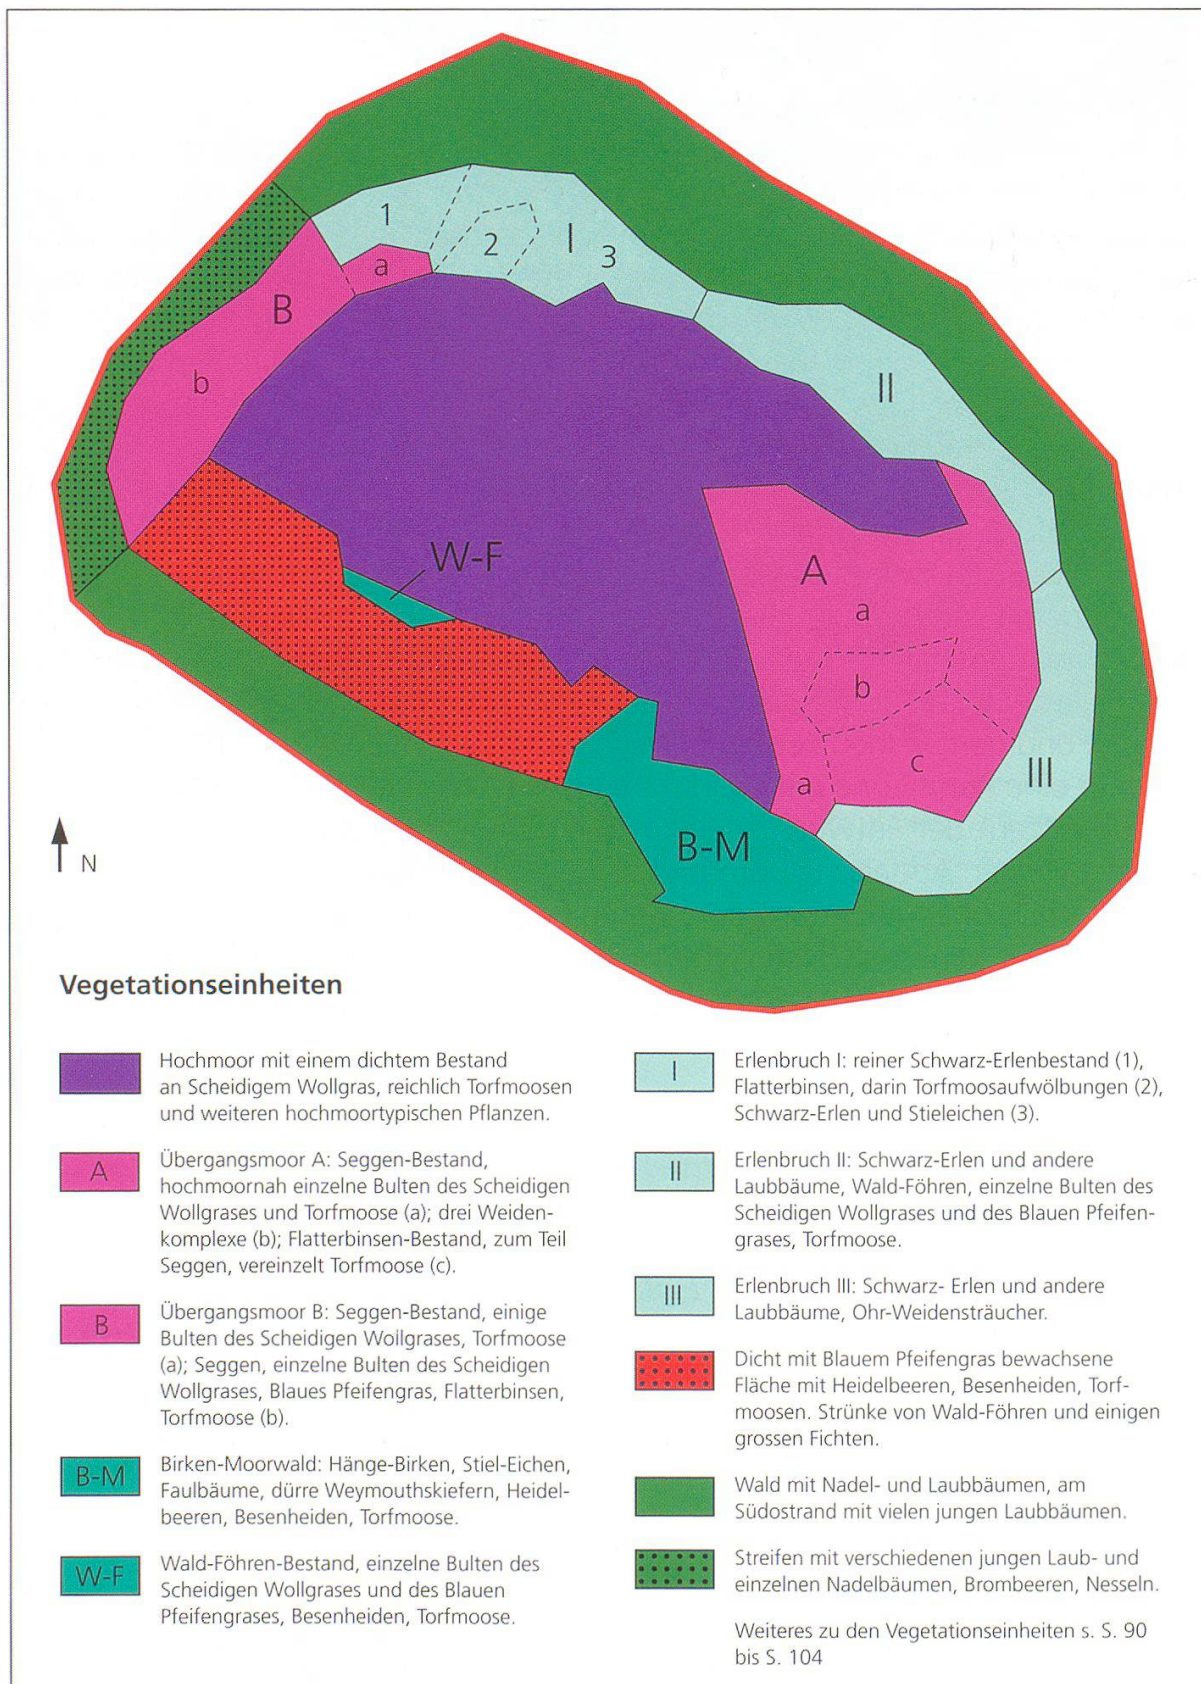 1
2
I
3
a
B
b
II
W-F
A
a
b
c
a
III
B-M
N
Vegetationseinheiten
Hochmoor mit einem dichtem Bestand
an Scheidigem Wollgras, reichlich Torfmoosen
und weiteren hochmoortypischen Pflanzen.
A
Übergangsmoor A: Seggen-Bestand,
hochmoornah einzelne Bulten des Scheidigen
Wollgrases und Torfmoose (a); drei Weiden-
komplexe (b); Flatterbinsen-Bestand, zum Teil
Seggen, vereinzelt Torfmoose (c).
B
Übergangsmoor B: Seggen-Bestand, einige
Bulten des Scheidigen Wollgrases, Torfmoose
(a); Seggen, einzelne Bulten des Scheidigen
Wollgrases, Blaues Pfeifengras, Flatterbinsen,
Torfmoose (b).
B-M
Birken-Moorwald: Hänge-Birken, Stiel-Eichen,
Faulbäume, dürre Weymouthskiefern, Heidel-
beeren, Besenheiden, Torfmoose.
W-F
Wald-Föhren-Bestand, einzelne Bulten des
Scheidigen Wollgrases und des Blauen
Pfeifengrases, Besenheiden, Torfmoose.
I
Erlenbruch I: reiner Schwarz-Erlenbestand (1),
Flatterbinsen, darin Torfmoosaufwölbungen (2),
Schwarz-Erlen und Stieleichen (3).
II
Erlenbruch II: Schwarz-Erlen und andere
Laubbäume, Wald-Föhren, einzelne Bulten des
Scheidigen Wollgrases und des Blauen Pfeifen-
grases, Torfmoose.
III
Erlenbruch III: Schwarz- Erlen und andere
Laubbäume, Ohr-Weidensträucher.
Dicht mit Blauem Pfeifengras bewachsene
Fläche mit Heidelbeeren, Besenheiden, Torf-
moosen. Strünke von Wald-Föhren und einigen
grossen Fichten.
Wald mit Nadel- und Laubbäumen, am
Südostrand mit vielen jungen Laubbäumen.
Streifen mit verschiedenen jungen Laub- und
einzelnen Nadelbäumen, Brombeeren, Nesseln.
Weiteres zu den Vegetationseinheiten s. S. 90
bis S. 104